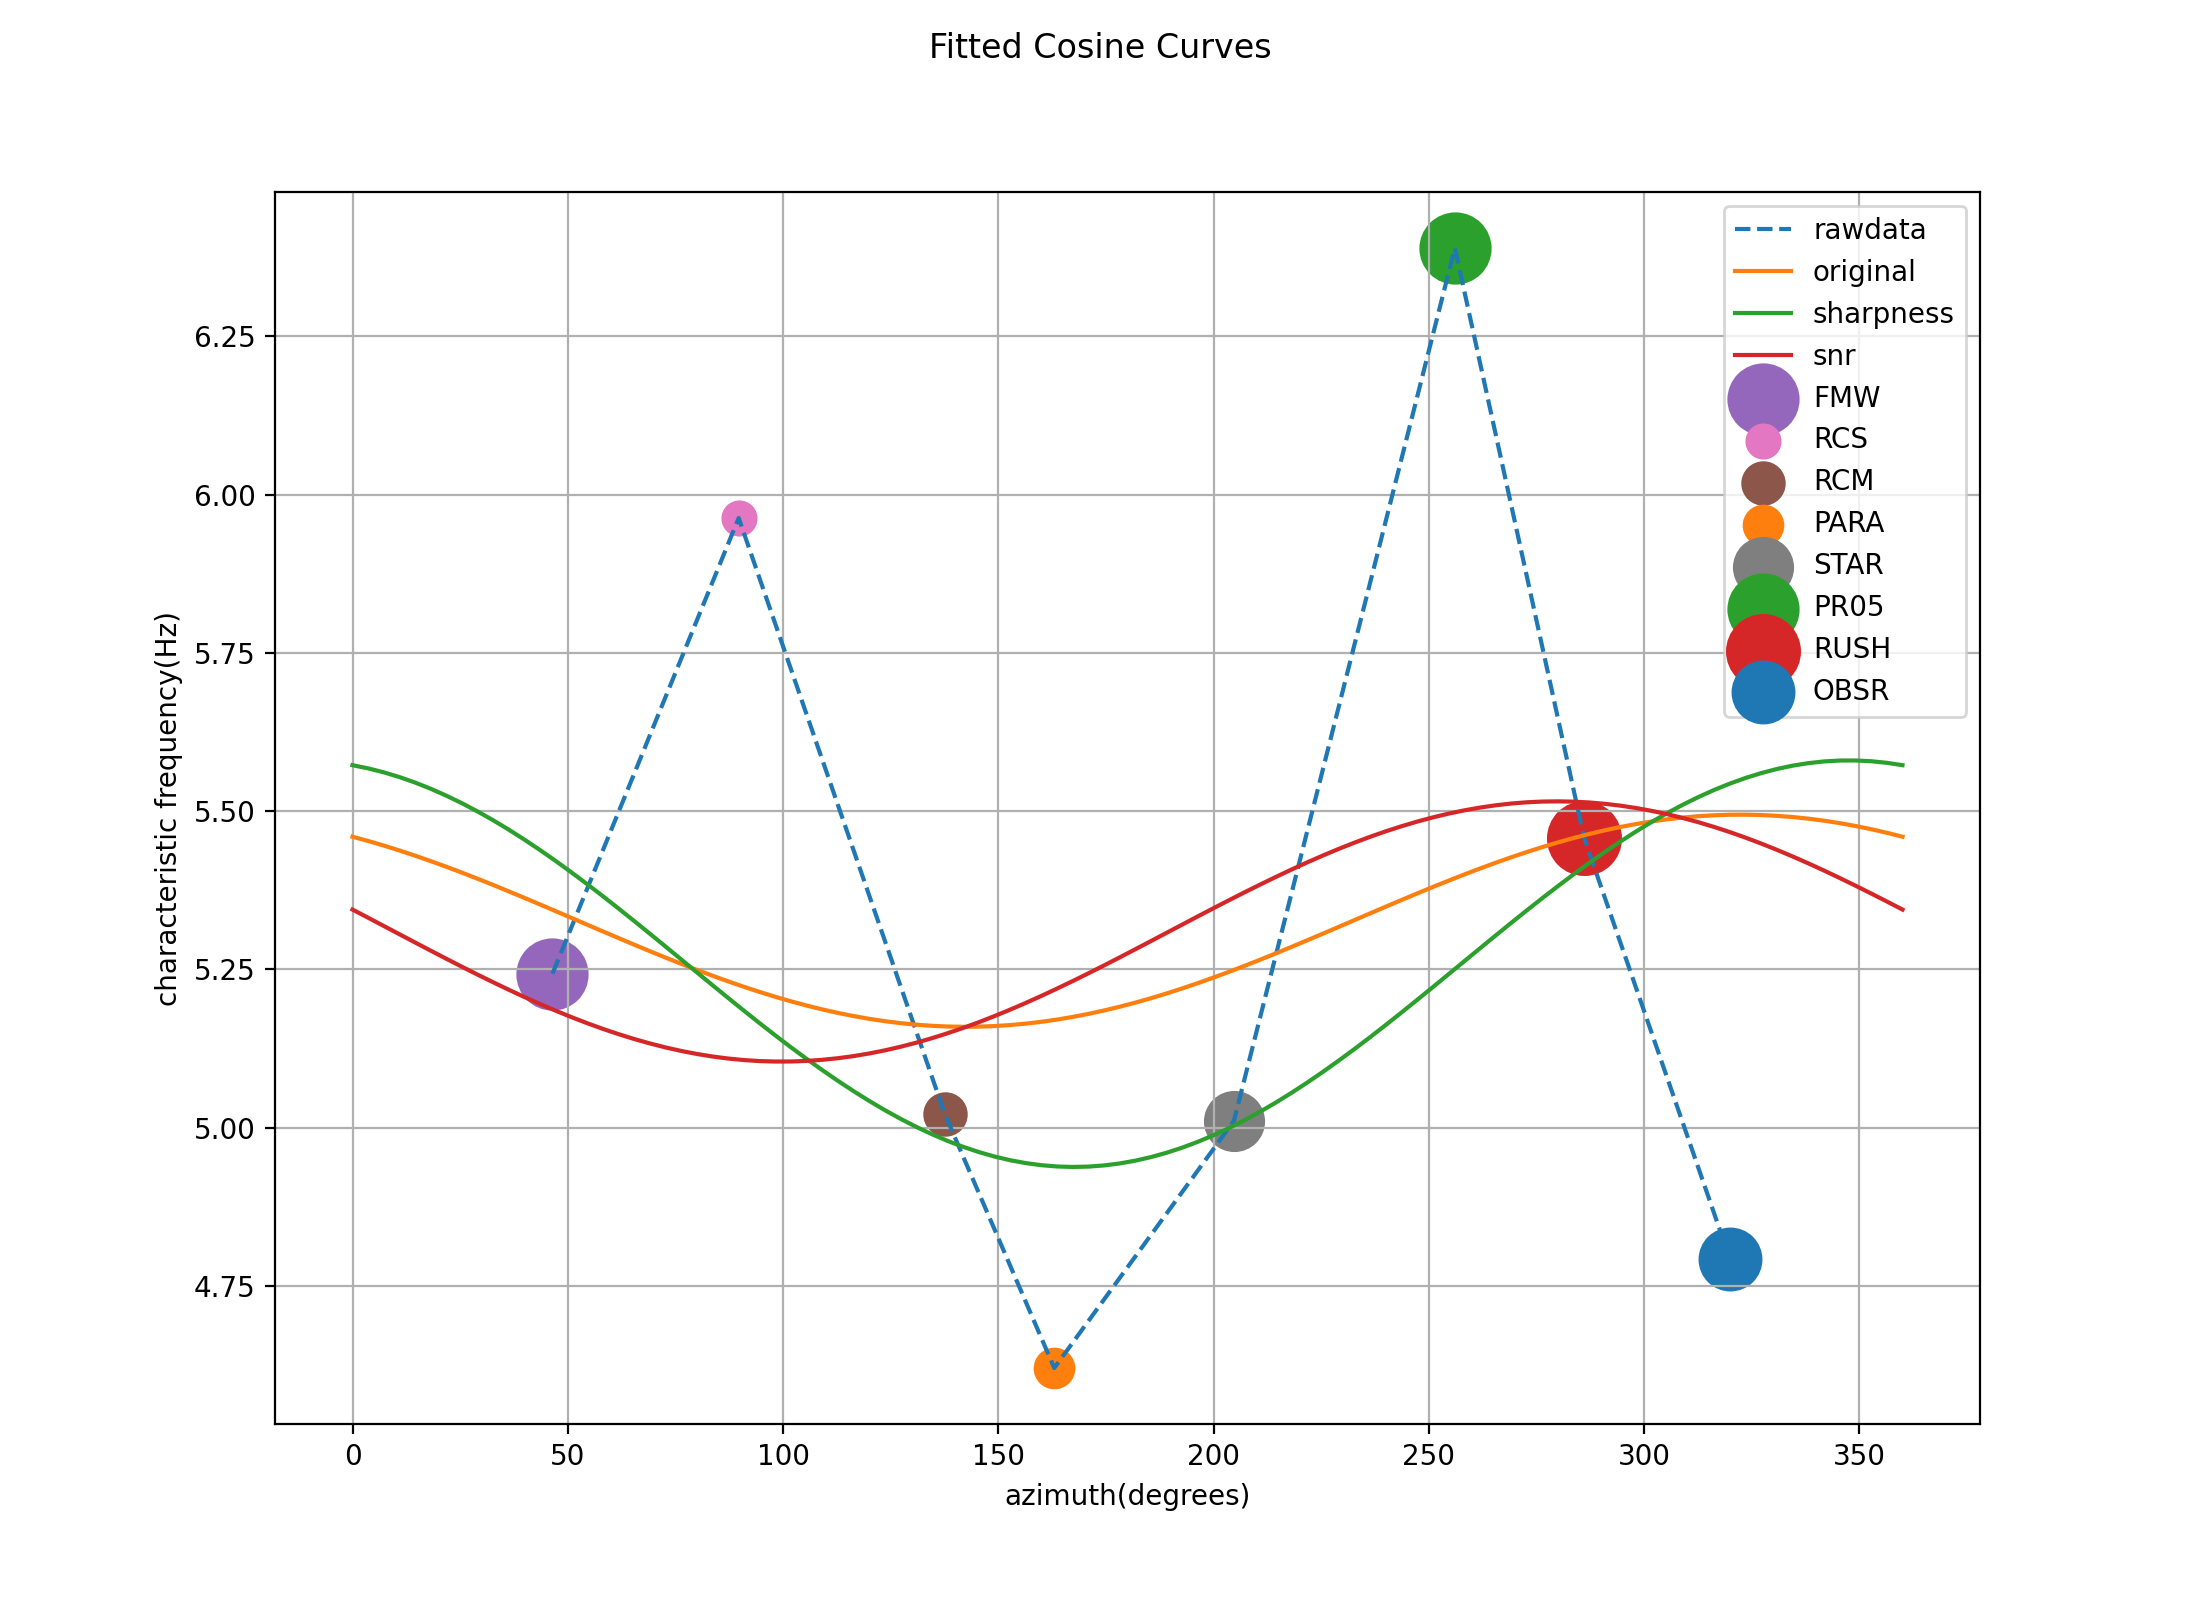 Fitted Cosine Curves
characteristic frequency(Hz)
6.25
6.00
5.75
5.50
5.25
5.00
4.75
rawdata
original
sharpness
snr
FMW
RCS
RCM
PARA
STAR
PR05
RUSH
OBSR
0 50 100 150 200 250 300 350
azimuth(degrees)